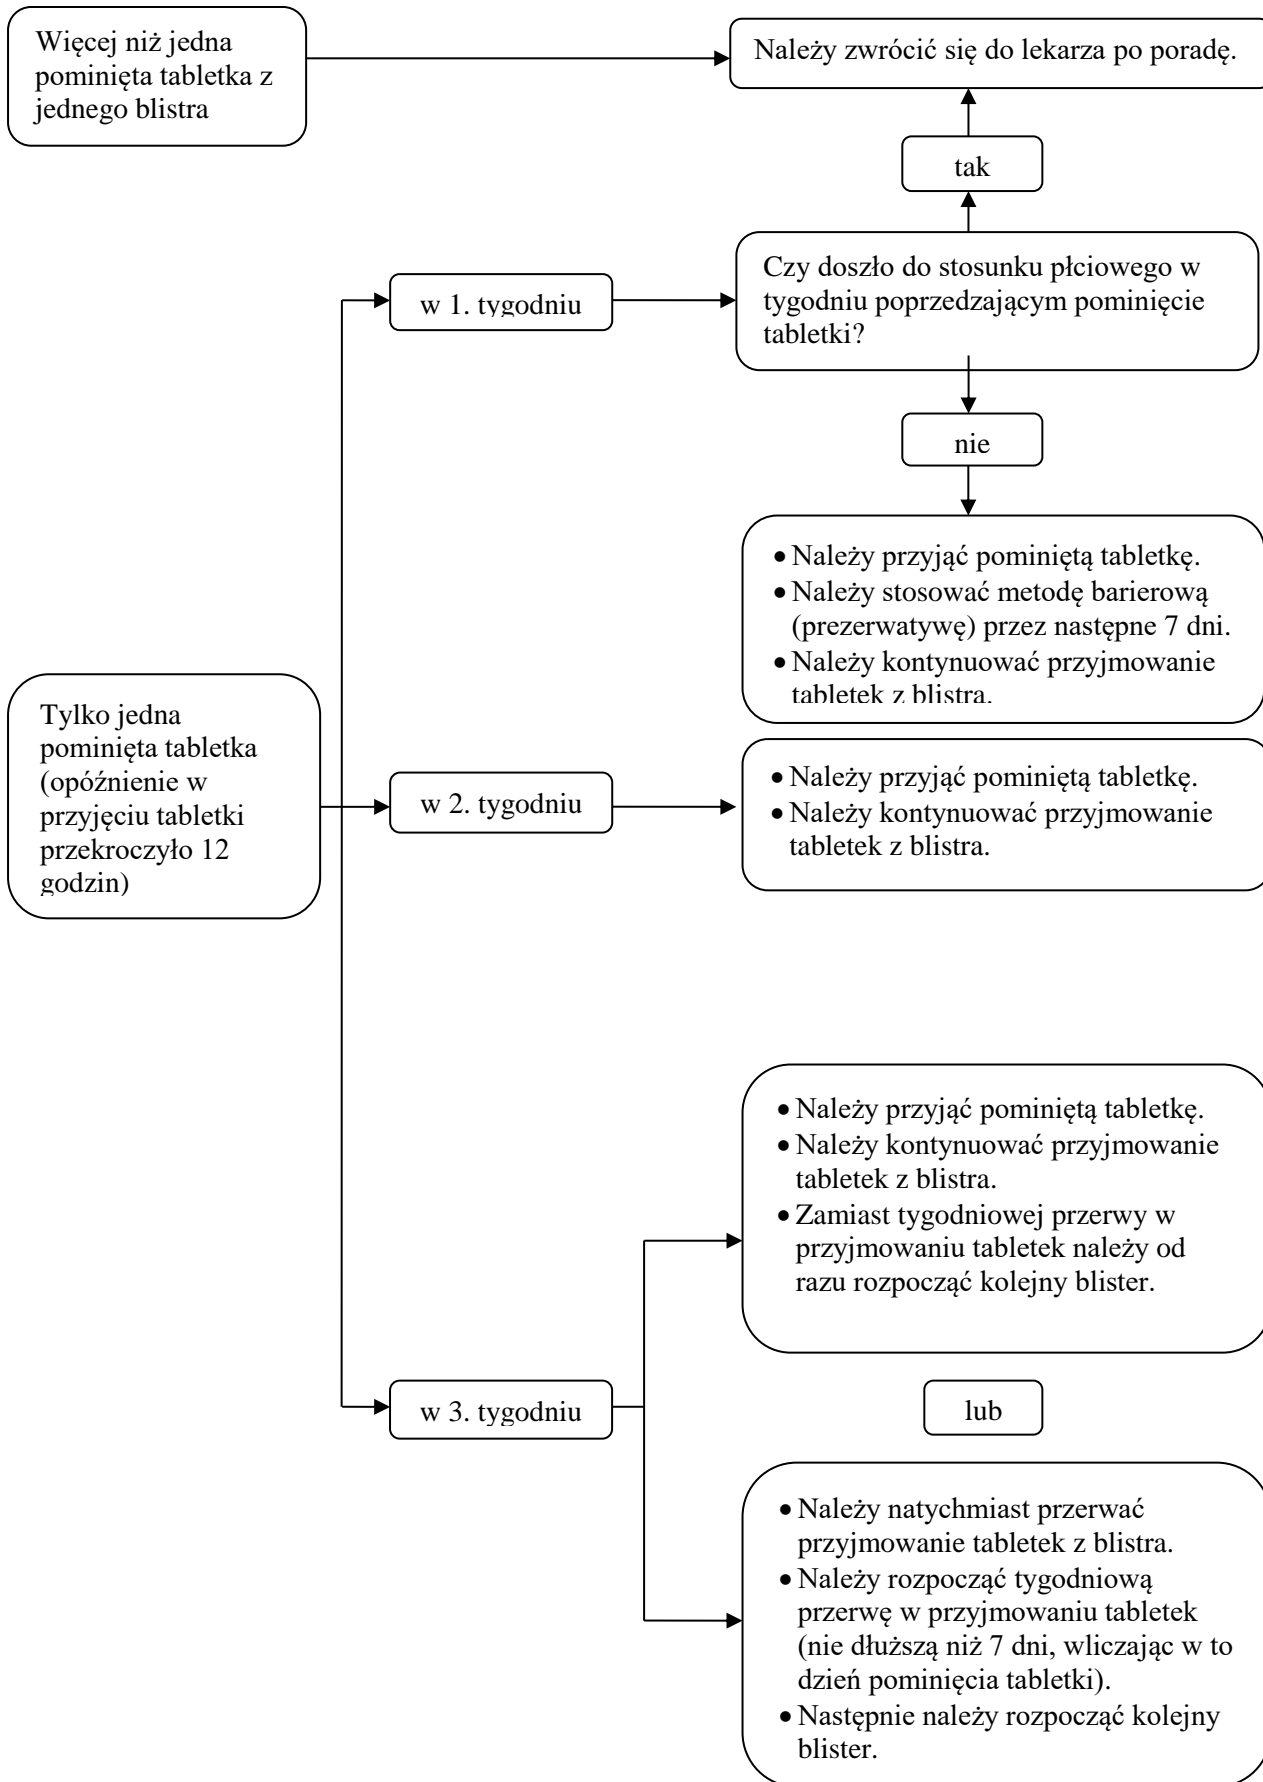 Więcej niż jedna
pominięta tabletka z
jednego blistra
Należy zwrócić się do lekarza po poradę.
tak
Czy doszło do stosunku płciowego w
tygodniu poprzedzającym pominięcie
tabletki?
w 1. tygodniu
nie
• Należy przyjąć pominiętą tabletkę.
• Należy stosować metodę barierową
(prezerwatywę) przez następne 7 dni.
• Należy kontynuować przyjmowanie
tabletek z blistra.
Tylko jedna
pominięta tabletka
(opóźnienie w
przyjęciu tabletki
przekroczyło 12
godzin)
w 2. tygodniu
• Należy przyjąć pominiętą tabletkę.
• Należy kontynuować przyjmowanie
tabletek z blistra.
• Należy przyjąć pominiętą tabletkę.
• Należy kontynuować przyjmowanie
tabletek z blistra.
• Zamiast tygodniowej przerwy w
przyjmowaniu tabletek należy od
razu rozpocząć kolejny blister.
w 3. tygodniu
lub
• Należy natychmiast przerwać
przyjmowanie tabletek z blistra.
• Należy rozpocząć tygodniową
przerwę w przyjmowaniu tabletek
(nie dłuższą niż 7 dni, wliczając w to
dzień pominięcia tabletki).
• Następnie należy rozpocząć kolejny
blister.